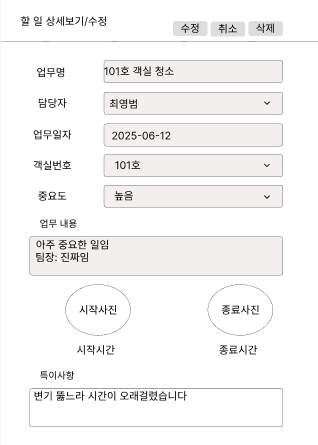 할 일 상세보기/수정
수정 취소 삭제
업무명 101호 객실 청소
담당자 최영범
업무일자 2025-06-12
객실번호 101호
중요도 높음
업무 내용
아주 중요한 일임
팀장: 진짜임
시작사진 종료사진
시작시간 종료시간
특이사항
변기 뚫느라 시간이 오래걸렸습니다